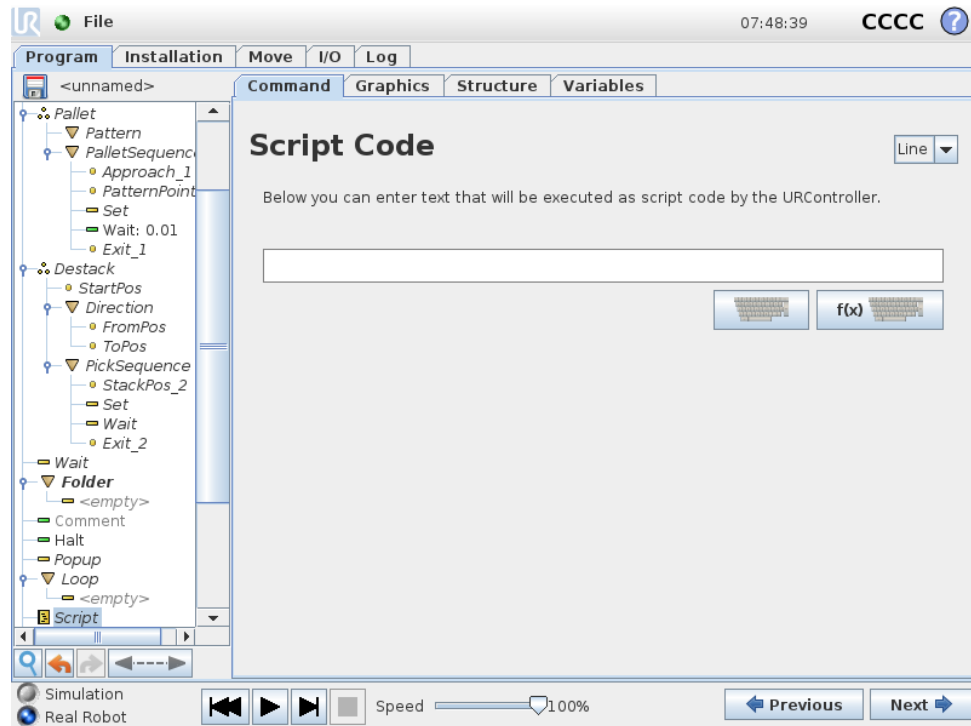 UR File 07:48:39 CCCC ?
Program Installation Move I/O Log
<unnamed> Command Graphics Structure Variables
Pallet
Pattern
PalletSequenc
Approach_1
PatternPoint
Set
Wait: 0.01
Exit_1
Destack
StartPos
Direction
FromPos
ToPos
PickSequence
StackPos_2
Set
Wait
Exit_2
Wait
Folder
<empty>
Comment
Halt
Popup
Loop
<empty>
Script
Script Code
Line
Below you can enter text that will be executed as script code by the URController.
f(x)
Simulation
Real Robot
Speed 100%
Previous Next